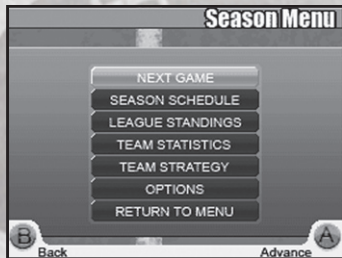 Season Menu
NEXT GAME
SEASON SCHEDULE
LEAGUE STANDINGS
TEAM STATISTICS
TEAM STRATEGY
OPTIONS
RETURN TO MENU
B
A
Back
Advance